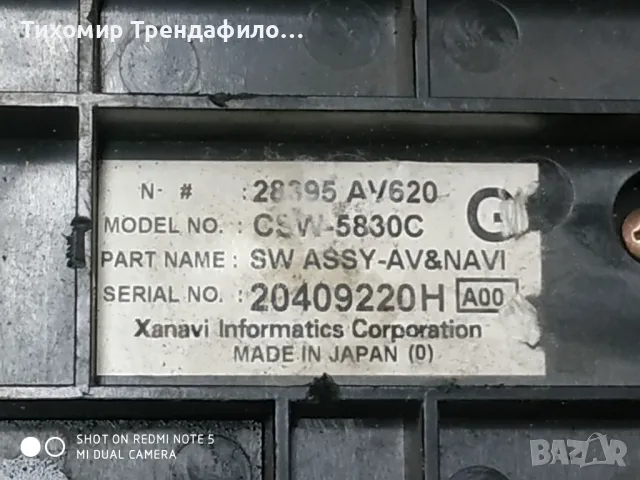 Тихомир Трендафило...
N- # : 28395 AV620
G
MODEL NO. : CSW-5830C
PART NAME : SW ASSY-AV&NAVI
SERIAL NO. : 20409220H A00
Xanavi Informatics Corporation
MADE IN JAPAN (0)
SHOT ON REDMI NOTE 5
MI DUAL CAMERA
BAZAR